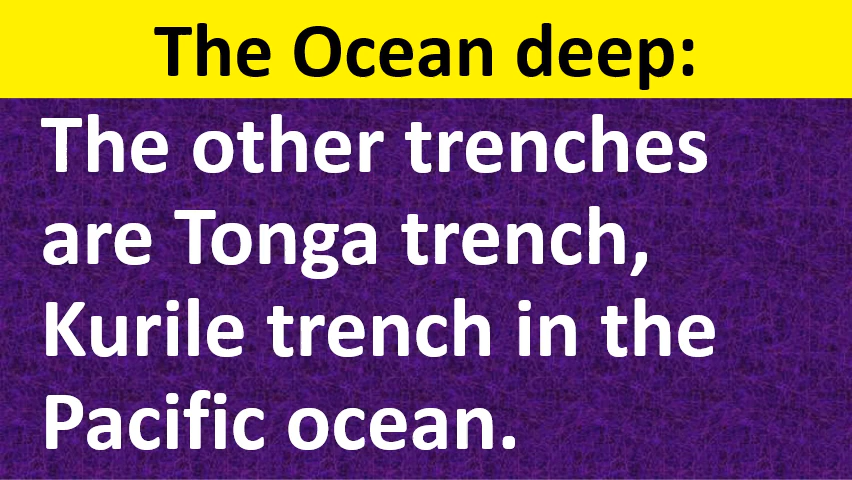 The Ocean deep:
The other trenches
are Tonga trench,
Kurile trench in the
Pacific ocean.